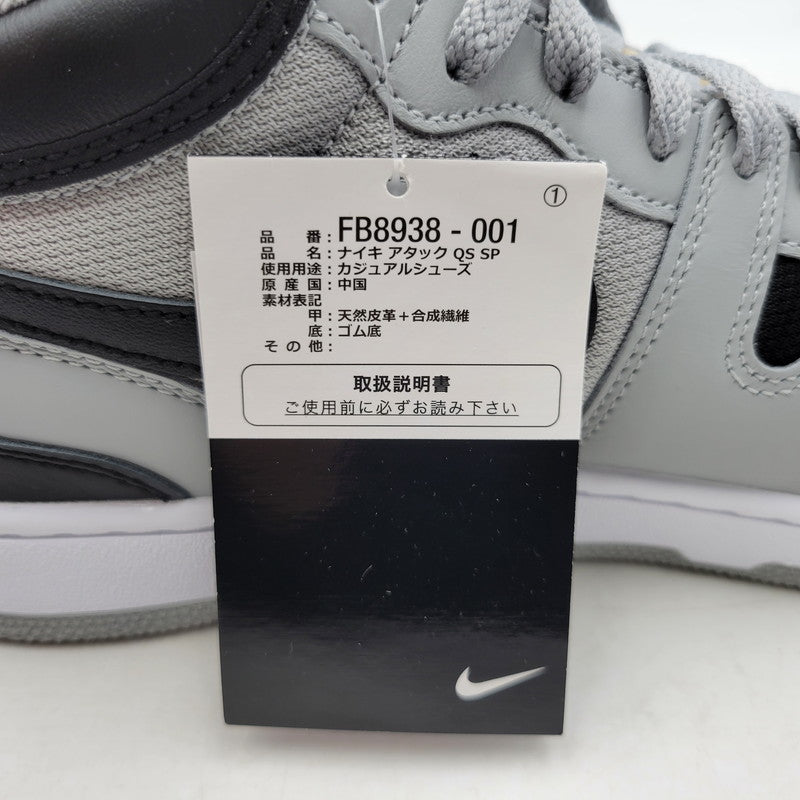 ①
品番：FB8938 - 001
品名：ナイキ アタック QS SP
使用用途：カジュアルシューズ
原産国：中国
素材表記
甲：天然皮革＋合成繊維
底：ゴム底
その他：
取扱説明書
ご使用前に必ずお読み下さい